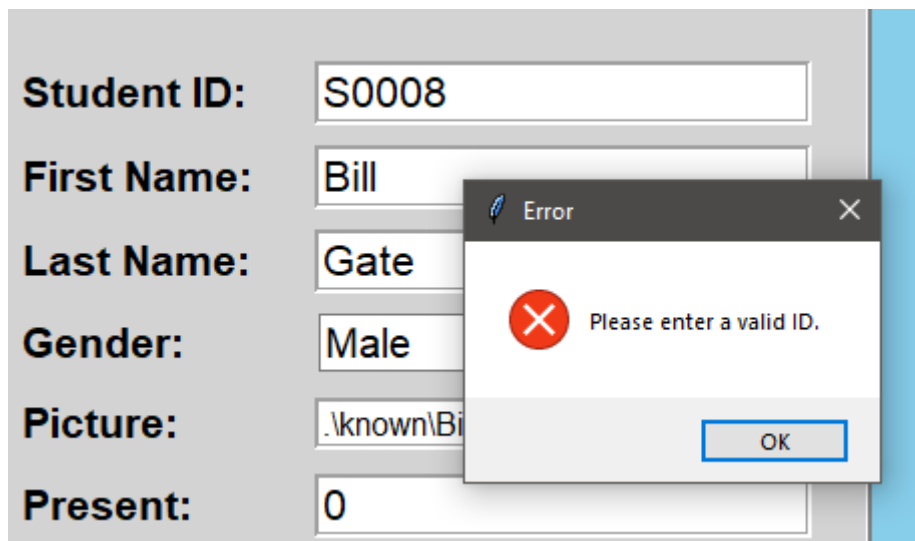 Student ID: S0008
First Name: Bill
Last Name: Gate
Gender: Male
Picture: .\known\Bi
Present: 0
Error
Please enter a valid ID.
OK